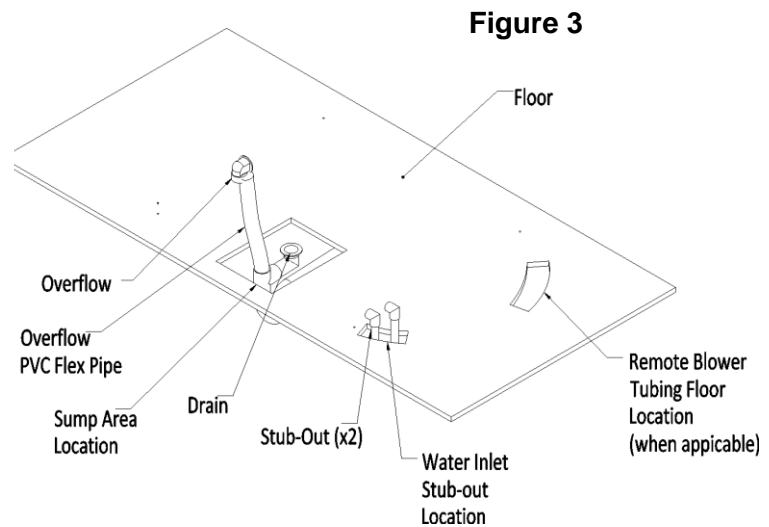 Figure 3
Floor
Overflow
Overflow
PVC Flex Pipe
Sump Area
Location
Drain
Stub-Out (x2)
Water Inlet
Stub-out
Location
Remote Blower
Tubing Floor
Location
(when appicable)